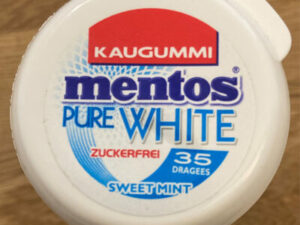 KAUGUMMI
mentos®
PURE WHITE
ZUCKERFREI
35
DRAGEES
SWEET MINT